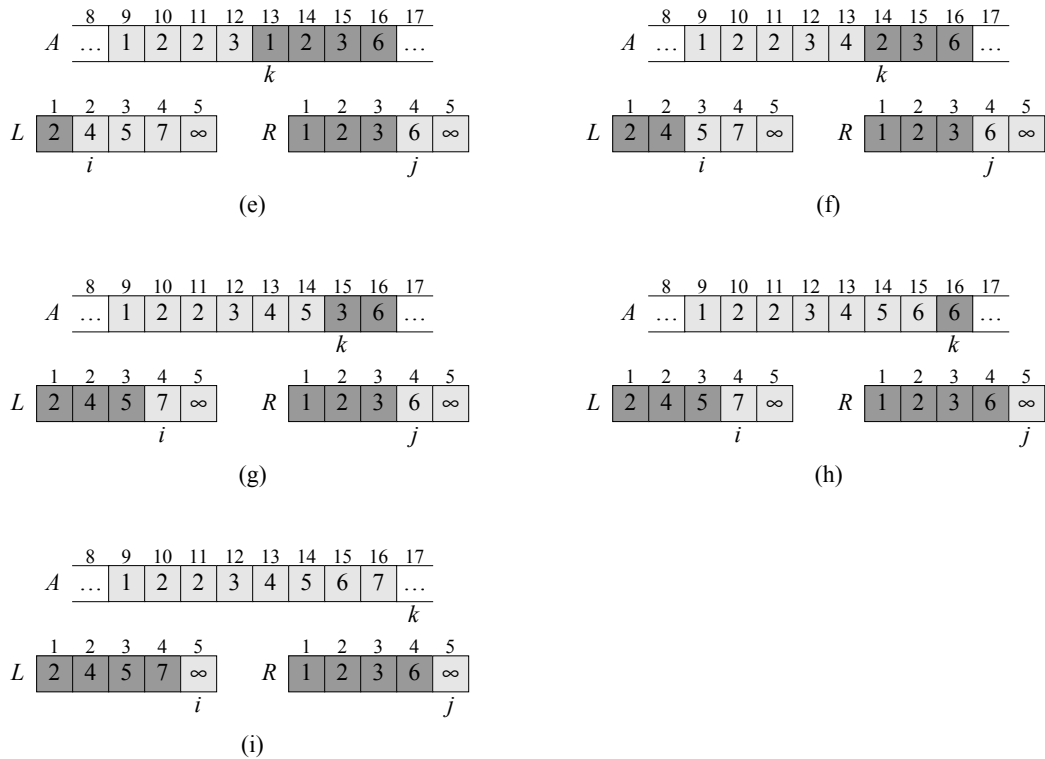 8 9 10 11 12 13 14 15 16 17
A … 1 2 2 3 1 2 3 6 …
k
1 2 3 4 5
L 2 4 5 7 ∞
i
1 2 3 4 5
R 1 2 3 6 ∞
j
(e)
8 9 10 11 12 13 14 15 16 17
A … 1 2 2 3 4 2 3 6 …
k
1 2 3 4 5
L 2 4 5 7 ∞
i
1 2 3 4 5
R 1 2 3 6 ∞
j
(f)
8 9 10 11 12 13 14 15 16 17
A … 1 2 2 3 4 5 3 6 …
k
1 2 3 4 5
L 2 4 5 7 ∞
i
1 2 3 4 5
R 1 2 3 6 ∞
j
(g)
8 9 10 11 12 13 14 15 16 17
A … 1 2 2 3 4 5 6 6 …
k
1 2 3 4 5
L 2 4 5 7 ∞
i
1 2 3 4 5
R 1 2 3 6 ∞
j
(h)
8 9 10 11 12 13 14 15 16 17
A … 1 2 2 3 4 5 6 7 …
k
1 2 3 4 5
L 2 4 5 7 ∞
i
1 2 3 4 5
R 1 2 3 6 ∞
j
(i)